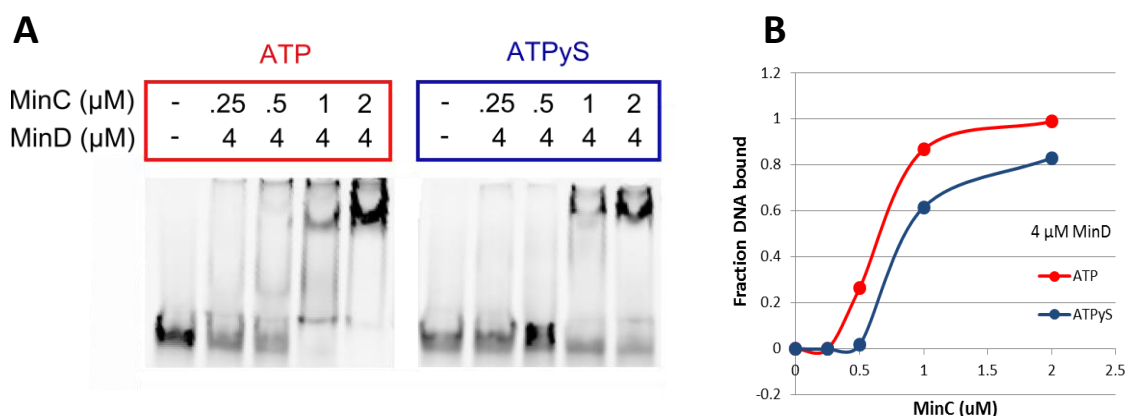 A
ATP
ATPyS
MinC (µM) - .25 .5 1 2 - .25 .5 1 2
MinD (µM) - 4 4 4 4 - 4 4 4 4
B
1.2
1
0.8
0.6
0.4
0.2
0
-0.2
Fraction DNA bound
4 µM MinD
ATP
ATPyS
0 0.5 1 1.5 2 2.5
MinC (uM)